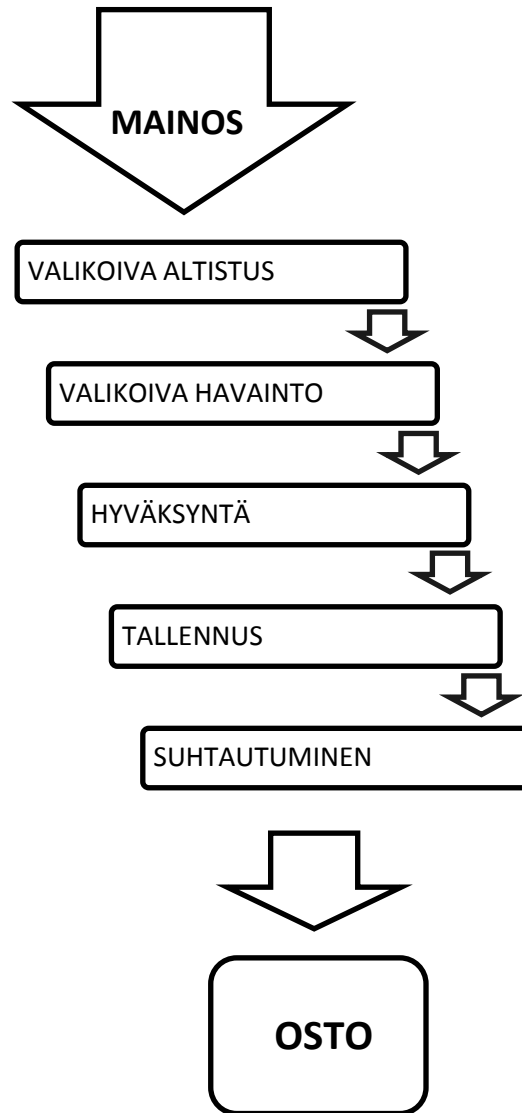 MAINOS
VALIKOIVA ALTISTUS
VALIKOIVA HAVAINTO
HYVÄKSYNTÄ
TALLENNUS
SUHTAUTUMINEN
OSTO